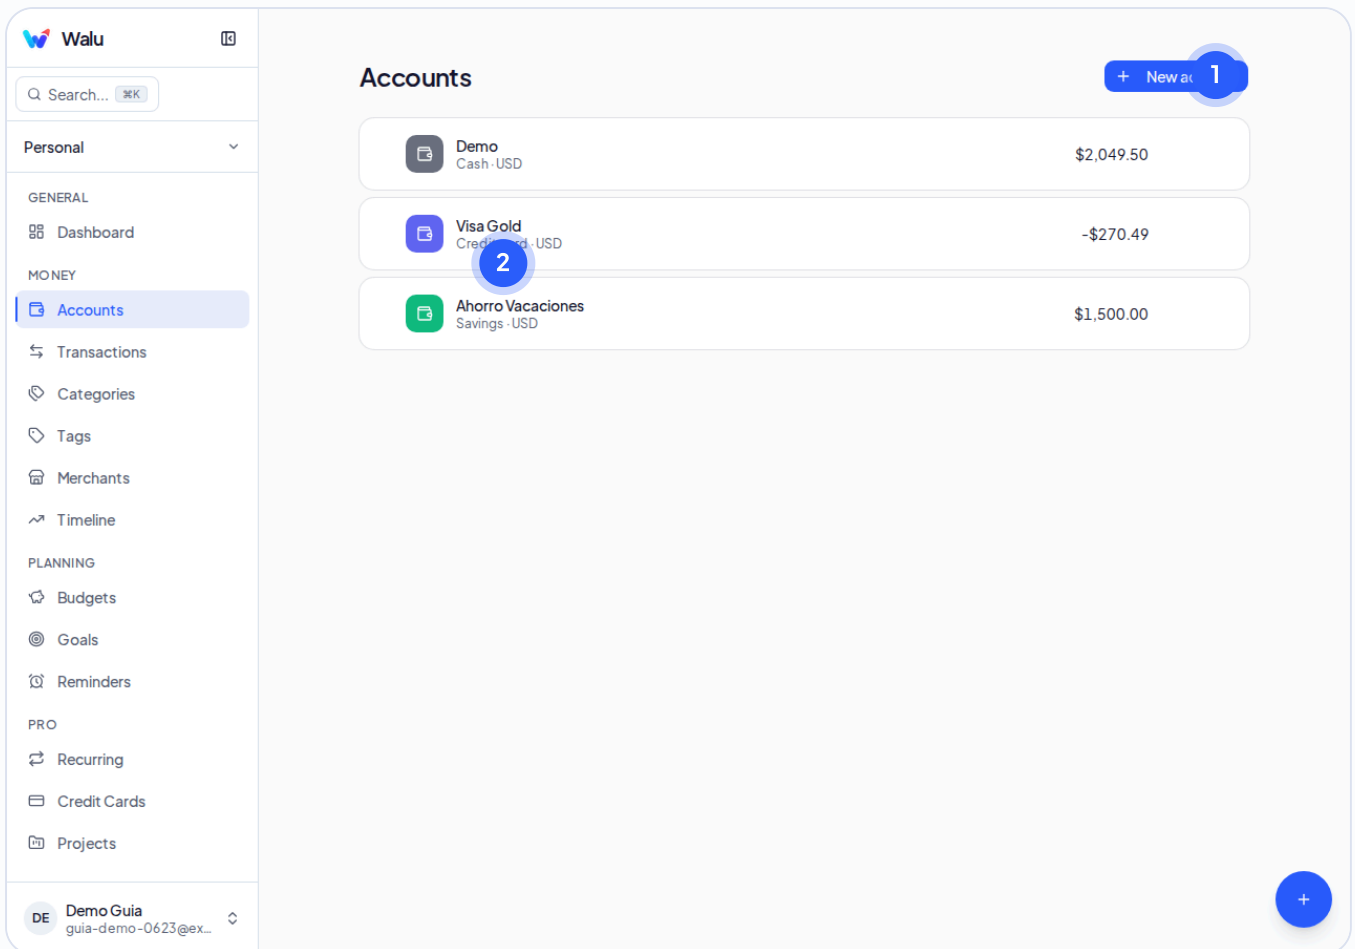 Walu
Search... ⌘K
Personal
GENERAL
Dashboard
MONEY
Accounts
Transactions
Categories
Tags
Merchants
Timeline
PLANNING
Budgets
Goals
Reminders
PRO
Recurring
Credit Cards
Projects
DE
Demo Guia
guia-demo-0623@ex...
Accounts
+ New
1
Demo
Cash · USD
$2,049.50
Visa Gold
· USD
-$270.49
2
Ahorro Vacaciones
Savings · USD
$1,500.00
+